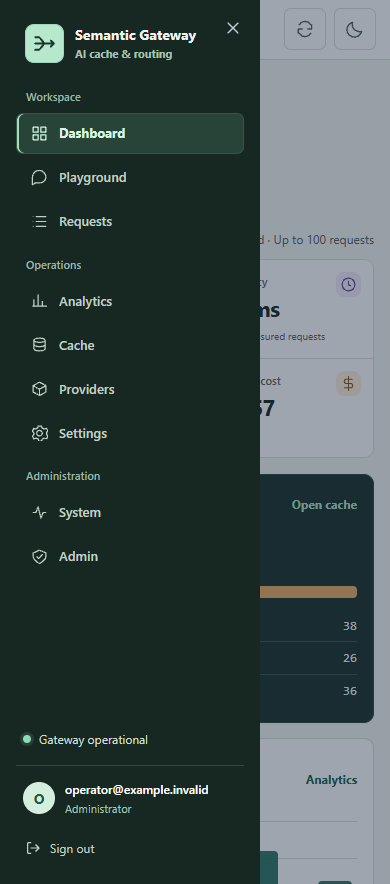 Semantic Gateway
AI cache & routing
Workspace
Dashboard
Playground
Requests
d · Up to 100 requests
Operations
Analytics
Cache
Providers
Settings
Administration
System
Admin
ms
sured requests
cost
57
Open cache
38
26
36
Gateway operational
Analytics
O
operator@example.invalid
Administrator
Sign out